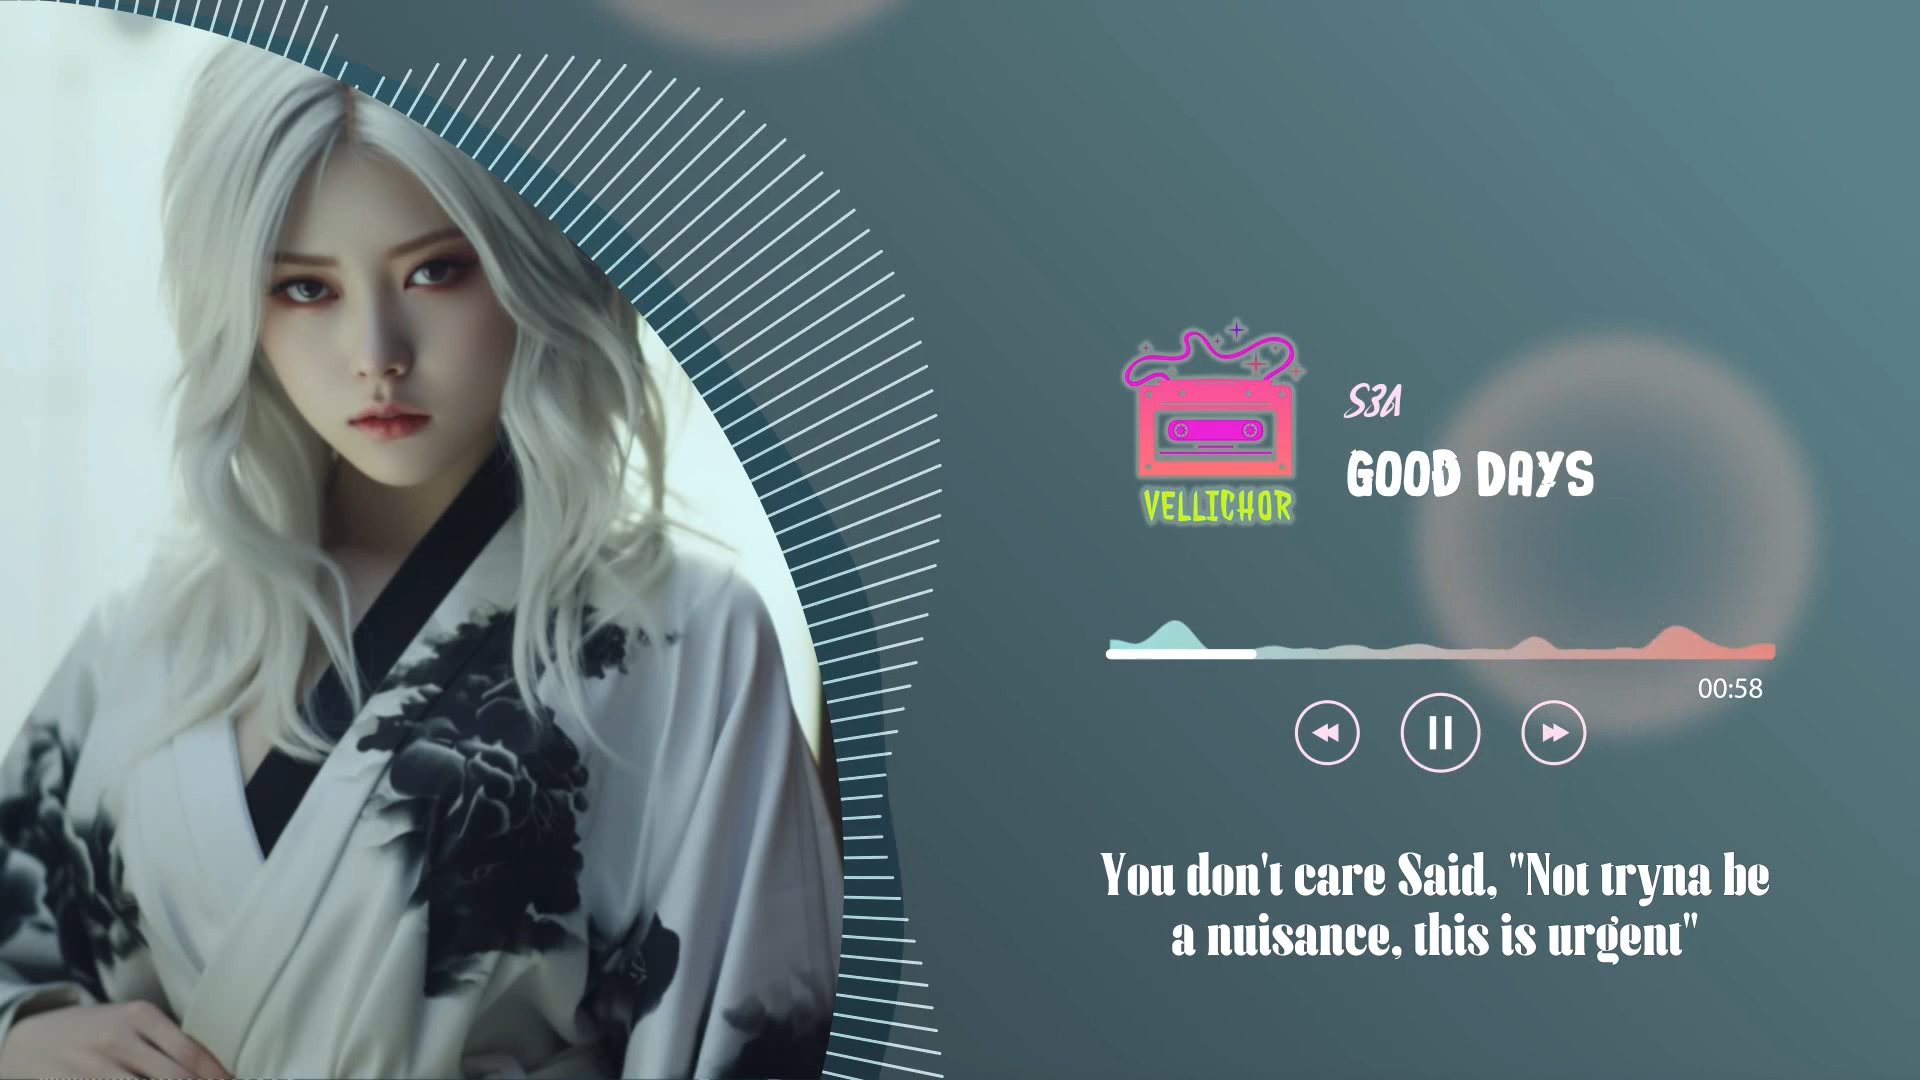 S3A
GOOD DAYS
VELLICHOR
00:58
You don't care Said, "Not tryna be
a nuisance, this is urgent"